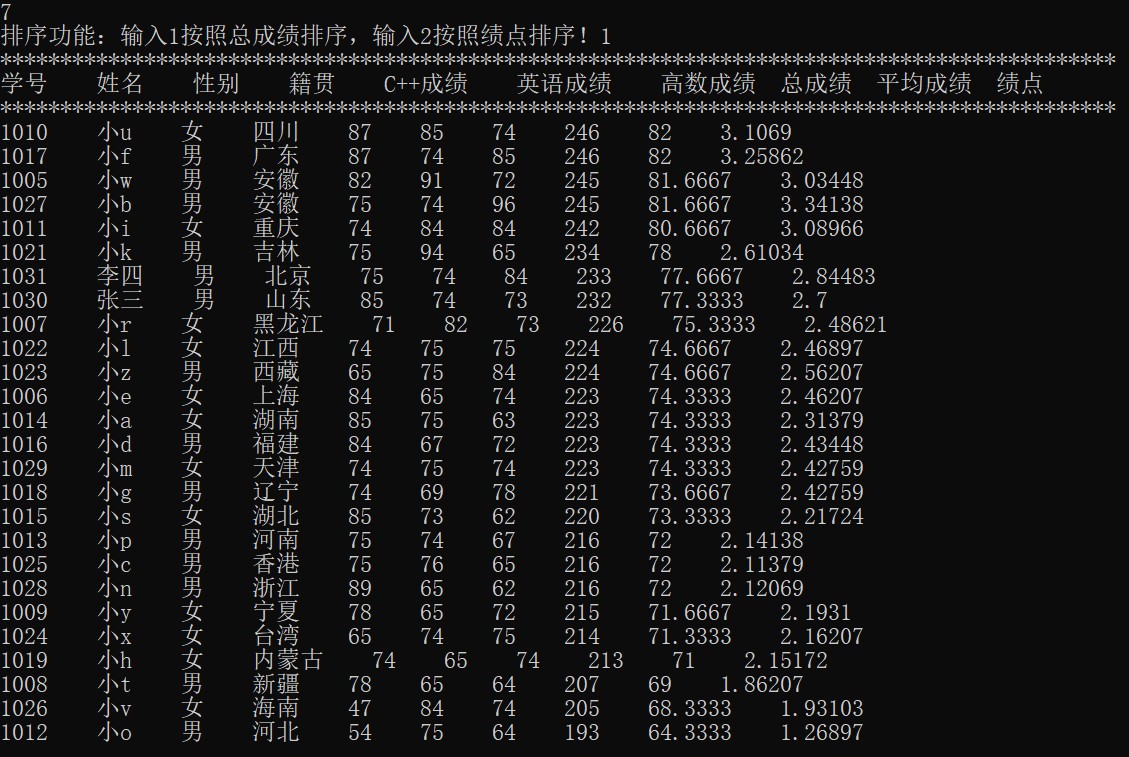 7
排序功能：输入1按照总成绩排序，输入2按照绩点排序！1
*********************************************************************************************
学号    姓名    性别    籍贯    C++成绩    英语成绩    高数成绩  总成绩  平均成绩  绩点
*********************************************************************************************
1010    小u    女    四川    87    85    74    246    82    3.1069
1017    小f    男    广东    87    74    85    246    82    3.25862
1005    小w    男    安徽    82    91    72    245    81.6667    3.03448
1027    小b    男    安徽    75    74    96    245    81.6667    3.34138
1011    小i    女    重庆    74    84    84    242    80.6667    3.08966
1021    小k    男    吉林    75    94    65    234    78    2.61034
1031    李四    男    北京    75    74    84    233    77.6667    2.84483
1030    张三    男    山东    85    74    73    232    77.3333    2.7
1007    小r    女    黑龙江    71    82    73    226    75.3333    2.48621
1022    小l    女    江西    74    75    75    224    74.6667    2.46897
1023    小z    男    西藏    65    75    84    224    74.6667    2.56207
1006    小e    女    上海    84    65    74    223    74.3333    2.46207
1014    小a    女    湖南    85    75    63    223    74.3333    2.31379
1016    小d    男    福建    84    67    72    223    74.3333    2.43448
1029    小m    女    天津    74    75    74    223    74.3333    2.42759
1018    小g    男    辽宁    74    69    78    221    73.6667    2.42759
1015    小s    女    湖北    85    73    62    220    73.3333    2.21724
1013    小p    男    河南    75    74    67    216    72    2.14138
1025    小c    男    香港    75    76    65    216    72    2.11379
1028    小n    男    浙江    89    65    62    216    72    2.12069
1009    小y    女    宁夏    78    65    72    215    71.6667    2.1931
1024    小x    女    台湾    65    74    75    214    71.3333    2.16207
1019    小h    女    内蒙古    74    65    74    213    71    2.15172
1008    小t    男    新疆    78    65    64    207    69    1.86207
1026    小v    女    海南    47    84    74    205    68.3333    1.93103
1012    小o    男    河北    54    75    64    193    64.3333    1.26897